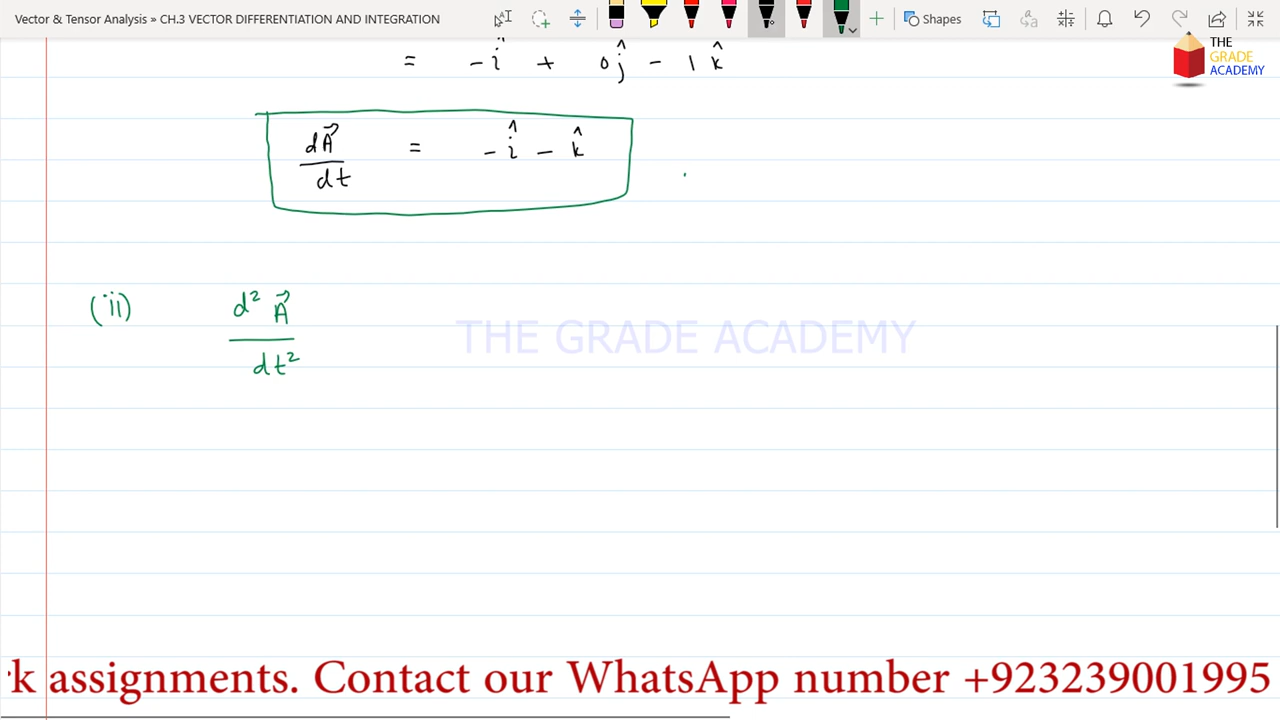 Vector & Tensor Analysis » CH.3 VECTOR DIFFERENTIATION AND INTEGRATION
Shapes
THE
GRADE
ACADEMY
= -î + 0ĵ - 1k̂
dA⃗/dt = -î - k̂
(ii) d² A⃗/dt²
THE GRADE ACADEMY
k assignments. Contact our WhatsApp number +923239001995